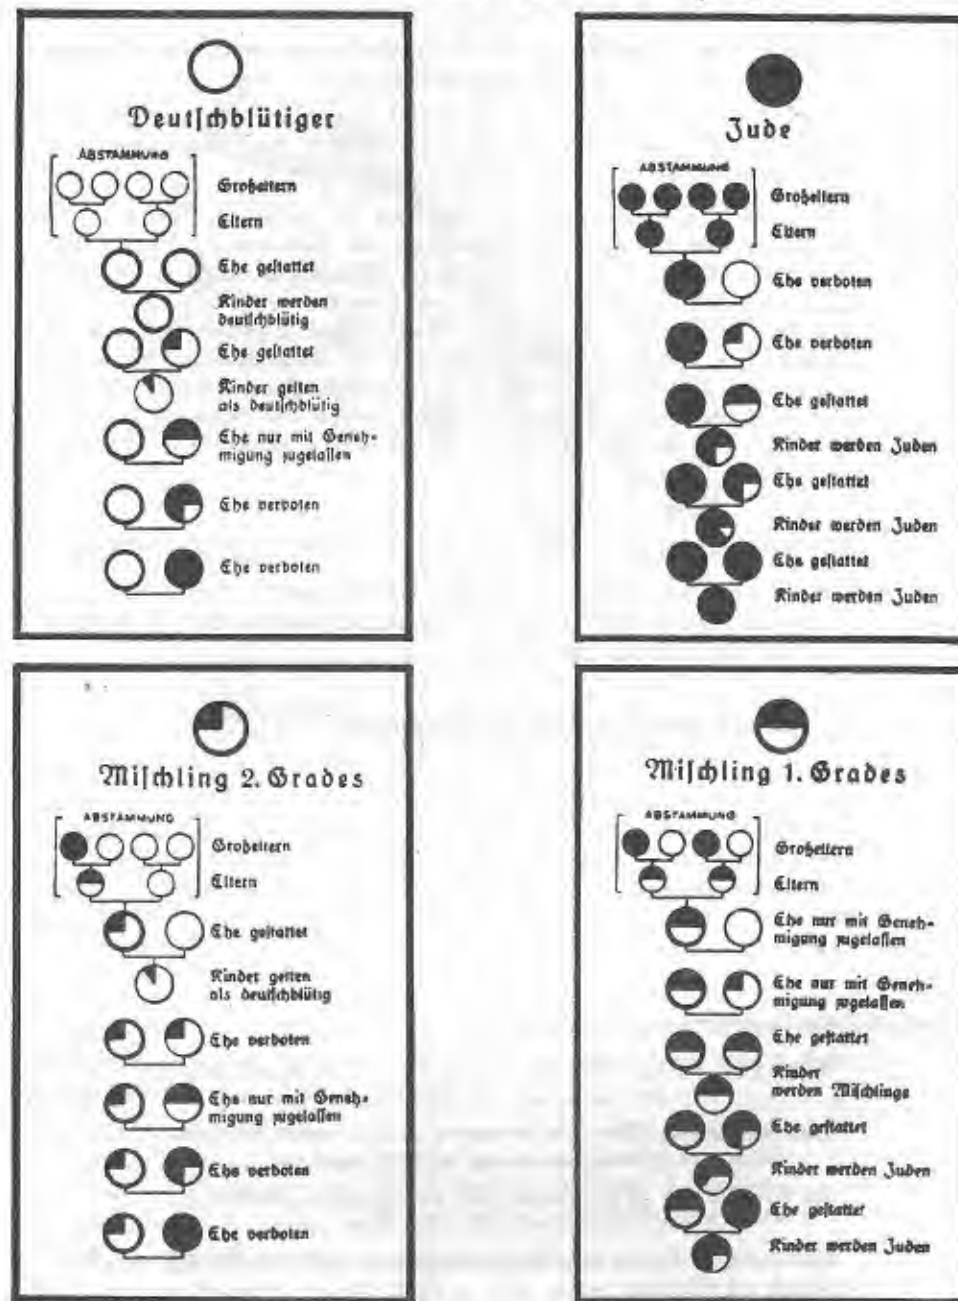 Deutschblütiger
ABSTAMMUNG
Großeltern
Eltern
Ehe gestattet
Kinder werden
deutschblütig
Ehe gestattet
Kinder gelten
als deutschblütig
Ehe nur mit Geneh-
migung zugelassen
Ehe verboten
Ehe verboten
Jude
ABSTAMMUNG
Großeltern
Eltern
Ehe verboten
Ehe verboten
Ehe gestattet
Kinder werden Juden
Ehe gestattet
Kinder werden Juden
Ehe gestattet
Kinder werden Juden
Mischling 2. Grades
ABSTAMMUNG
Großeltern
Eltern
Ehe gestattet
Kinder gelten
als deutschblütig
Ehe verboten
Ehe nur mit Geneh-
migung zugelassen
Ehe verboten
Ehe verboten
Mischling 1. Grades
ABSTAMMUNG
Großeltern
Eltern
Ehe nur mit Geneh-
migung zugelassen
Ehe nur mit Geneh-
migung zugelassen
Ehe gestattet
Kinder
werden Mischlinge
Ehe gestattet
Kinder werden Juden
Ehe gestattet
Kinder werden Juden